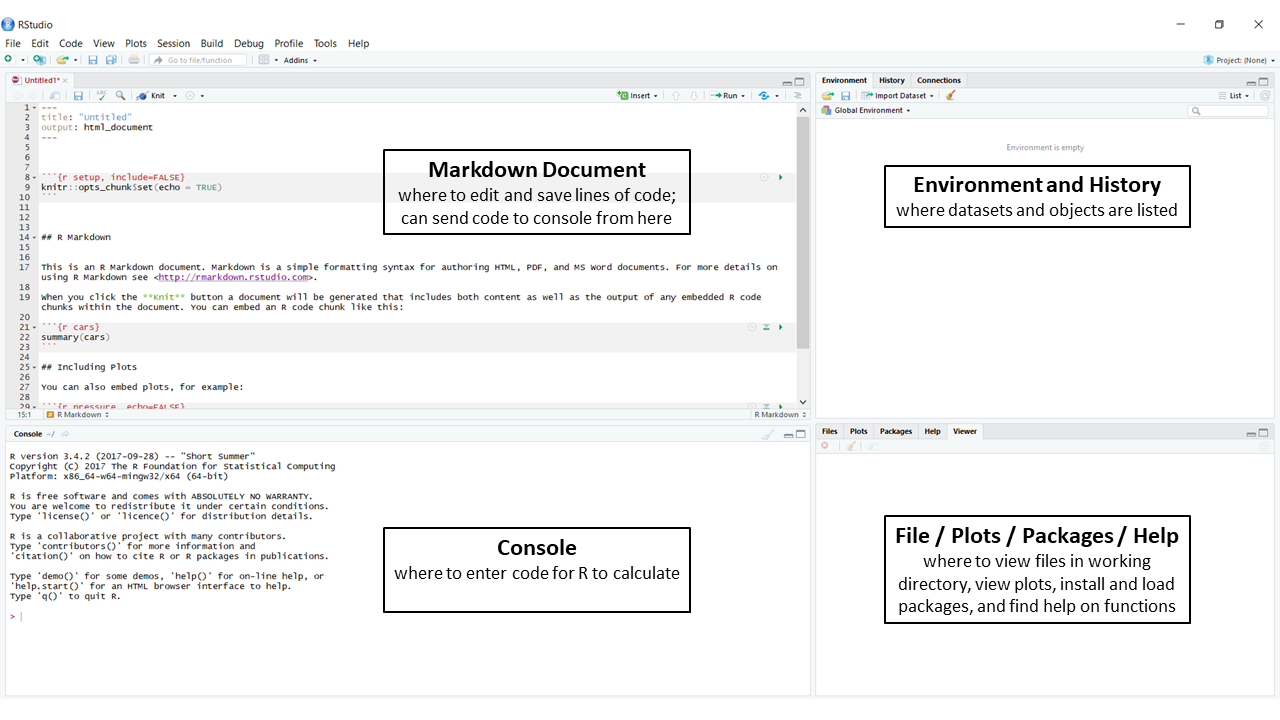 RStudio
File Edit Code View Plots Session Build Debug Profile Tools Help
Go to file/function Addins Project: (None)
Untitled1*
Knit Insert Run
1 ---
2 title: "Untitled"
3 output: html_document
4 ---
5
6
7
8 ```{r setup, include=FALSE}
9 knitr::opts_chunk$set(echo = TRUE)
10 ```
11
12
13
14 ## R Markdown
15
16
17 This is an R Markdown document. Markdown is a simple formatting syntax for authoring HTML, PDF, and MS Word documents. For more details on
using R Markdown see <http://rmarkdown.rstudio.com>.
18
19 When you click the **Knit** button a document will be generated that includes both content as well as the output of any embedded R code
chunks within the document. You can embed an R code chunk like this:
20
21 ```{r cars}
22 summary(cars)
23 ```
24
25 ## Including Plots
26
27 You can also embed plots, for example:
28
29 ```{r pressure, echo=FALSE}
15:1 R Markdown R Markdown
Markdown Document
where to edit and save lines of code;
can send code to console from here
Environment History Connections
Import Dataset List
Global Environment
Environment is empty
Environment and History
where datasets and objects are listed
Console ~/
R version 3.4.2 (2017-09-28) -- "Short Summer"
Copyright (C) 2017 The R Foundation for Statistical Computing
Platform: x86_64-w64-mingw32/x64 (64-bit)
R is free software and comes with ABSOLUTELY NO WARRANTY.
You are welcome to redistribute it under certain conditions.
Type 'license()' or 'licence()' for distribution details.
R is a collaborative project with many contributors.
Type 'contributors()' for more information and
'citation()' on how to cite R or R packages in publications.
Type 'demo()' for some demos, 'help()' for on-line help, or
'help.start()' for an HTML browser interface to help.
Type 'q()' to quit R.
>
Console
where to enter code for R to calculate
Files Plots Packages Help Viewer
File / Plots / Packages / Help
where to view files in working
directory, view plots, install and load
packages, and find help on functions